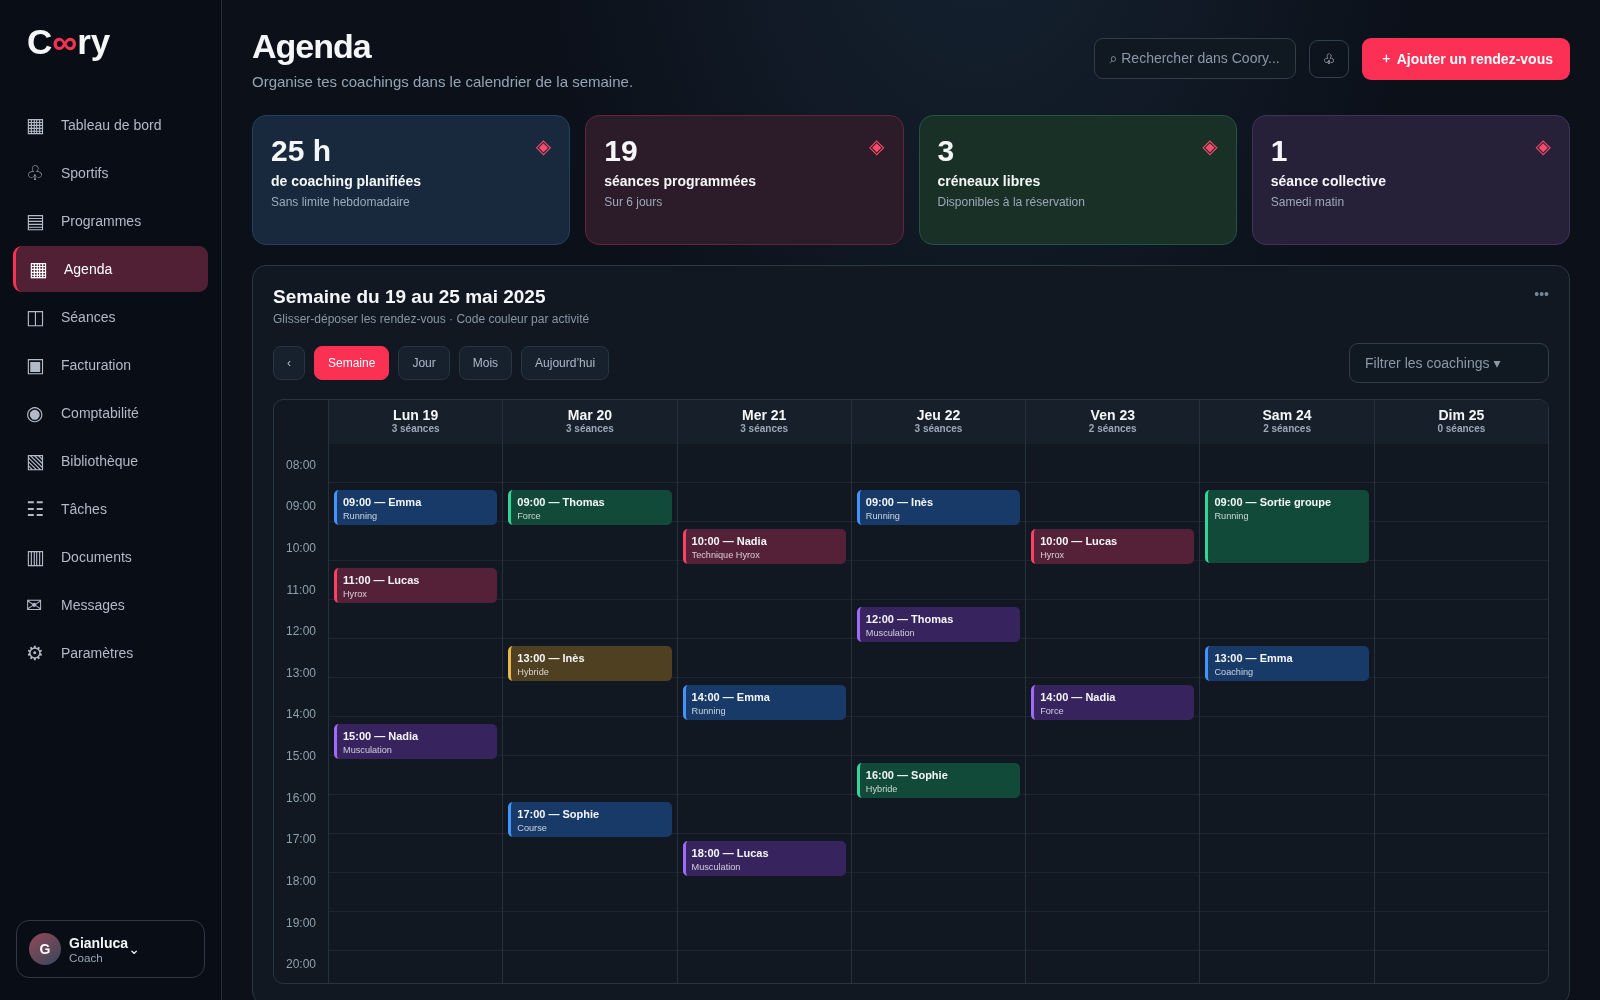 C∞ry
Tableau de bord
Sportifs
Programmes
Agenda
Séances
Facturation
Comptabilité
Bibliothèque
Tâches
Documents
Messages
Paramètres
G
Gianluca
Coach
Agenda
Organise tes coachings dans le calendrier de la semaine.
Rechercher dans Coory...
+ Ajouter un rendez-vous
25 h
de coaching planifiées
Sans limite hebdomadaire
19
séances programmées
Sur 6 jours
3
créneaux libres
Disponibles à la réservation
1
séance collective
Samedi matin
Semaine du 19 au 25 mai 2025
•••
Glisser-déposer les rendez-vous · Code couleur par activité
‹
Semaine
Jour
Mois
Aujourd'hui
Filtrer les coachings ▾
Lun 19
3 séances
Mar 20
3 séances
Mer 21
3 séances
Jeu 22
3 séances
Ven 23
2 séances
Sam 24
2 séances
Dim 25
0 séances
08:00
09:00
10:00
11:00
12:00
13:00
14:00
15:00
16:00
17:00
18:00
19:00
20:00
09:00 — Emma
Running
11:00 — Lucas
Hyrox
15:00 — Nadia
Musculation
09:00 — Thomas
Force
13:00 — Inès
Hybride
17:00 — Sophie
Course
10:00 — Nadia
Technique Hyrox
14:00 — Emma
Running
18:00 — Lucas
Musculation
09:00 — Inès
Running
12:00 — Thomas
Musculation
16:00 — Sophie
Hybride
10:00 — Lucas
Hyrox
14:00 — Nadia
Force
09:00 — Sortie groupe
Running
13:00 — Emma
Coaching